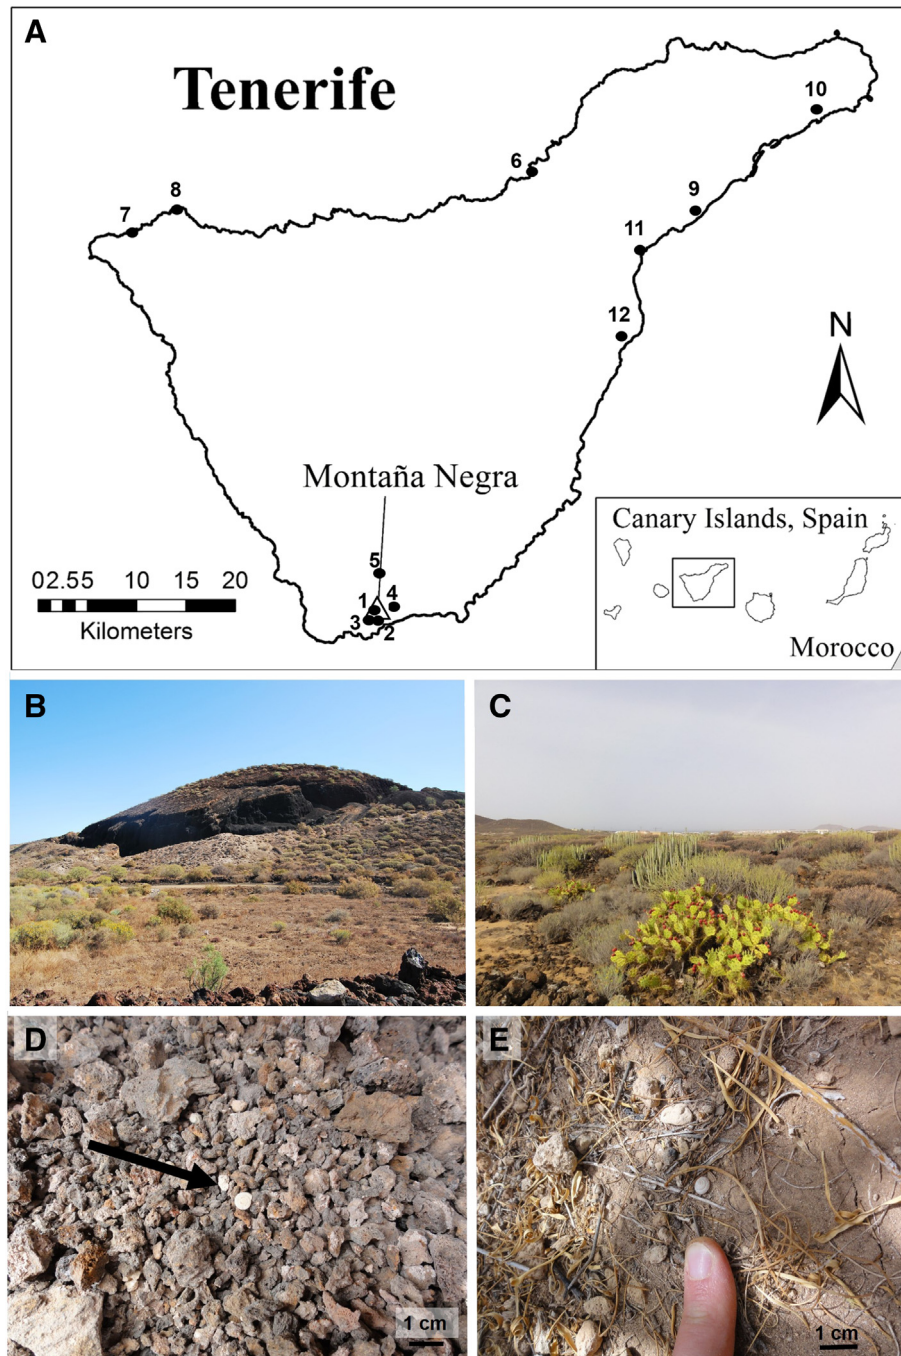 A
Tenerife
10
6
8
9
7
11
12
N
Montaña Negra
Canary Islands, Spain
5
02.55 10 15 20
1
4
3
2
Kilometers
Morocco
B
C
D
E
1 cm
1 cm